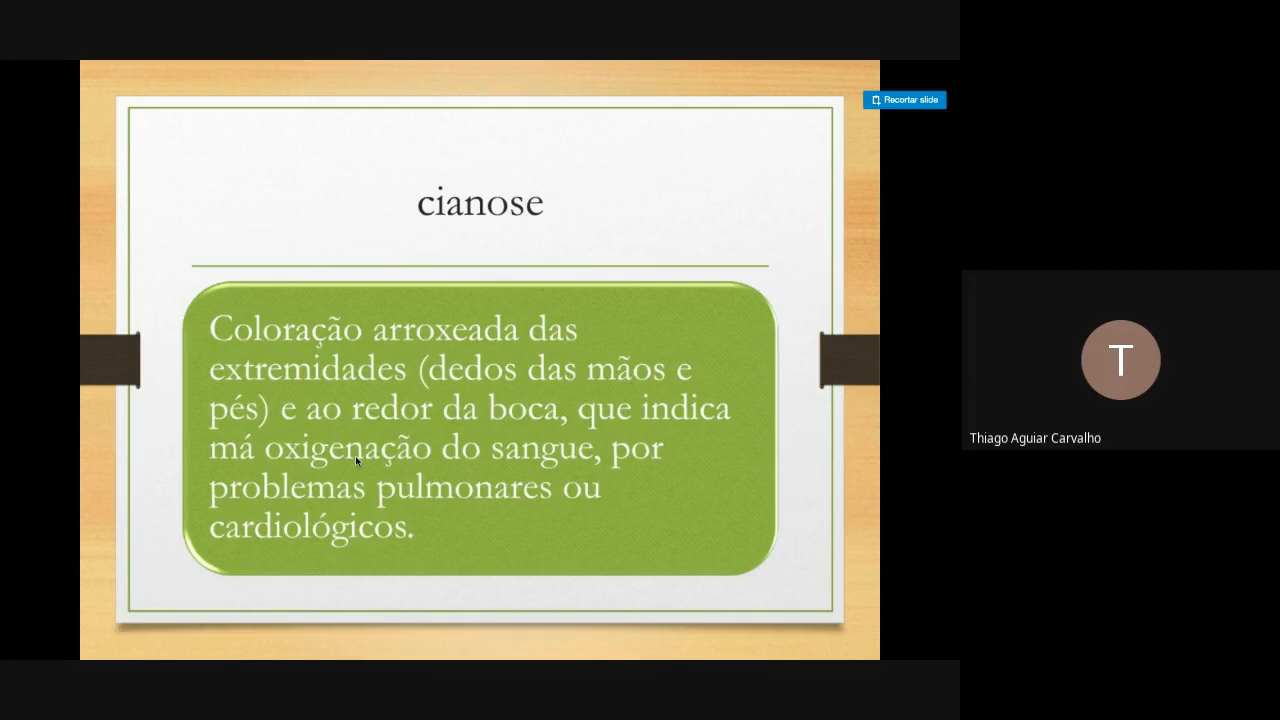 Recortar slide
cianose
Coloração arroxeada das
extremidades (dedos das mãos e
pés) e ao redor da boca, que indica
má oxigenação do sangue, por
problemas pulmonares ou
cardiológicos.
T
Thiago Aguiar Carvalho